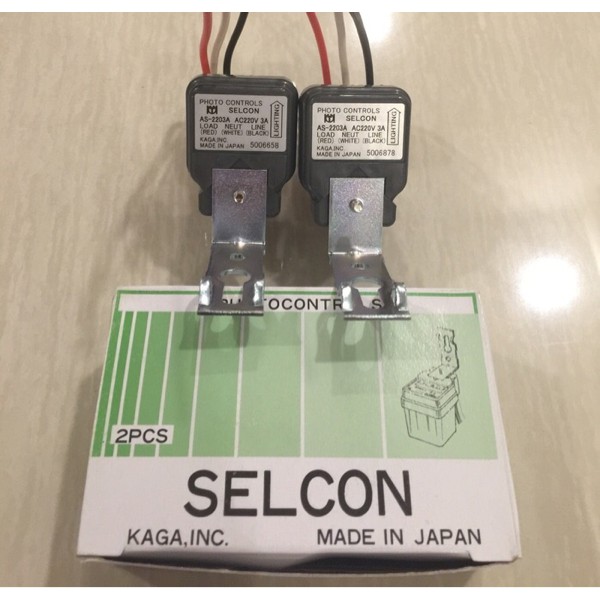 PHOTO CONTROLS
SELCON
AS-2203A AC220V 3A
LOAD NEUT LINE
(RED) (WHITE) (BLACK)
KAGA,INC.
MADE IN JAPAN 5006658
LIGHTING
PHOTO CONTROLS
SELCON
AS-2203A AC220V 3A
LOAD NEUT LINE
(RED) (WHITE) (BLACK)
KAGA,INC.
MADE IN JAPAN 5006878
LIGHTING
PHOTOCONTROLS
2PCS
SELCON
KAGA,INC. MADE IN JAPAN